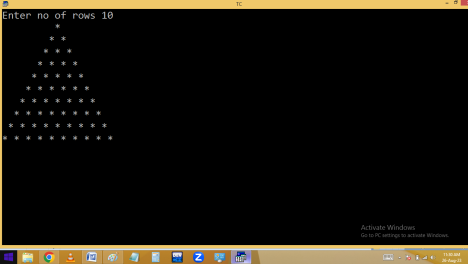 TC
Enter no of rows 10
*
* *
* * *
* * * *
* * * * *
* * * * * *
* * * * * * *
* * * * * * * *
* * * * * * * * *
* * * * * * * * * *
Activate Windows
Go to PC settings to activate Windows.